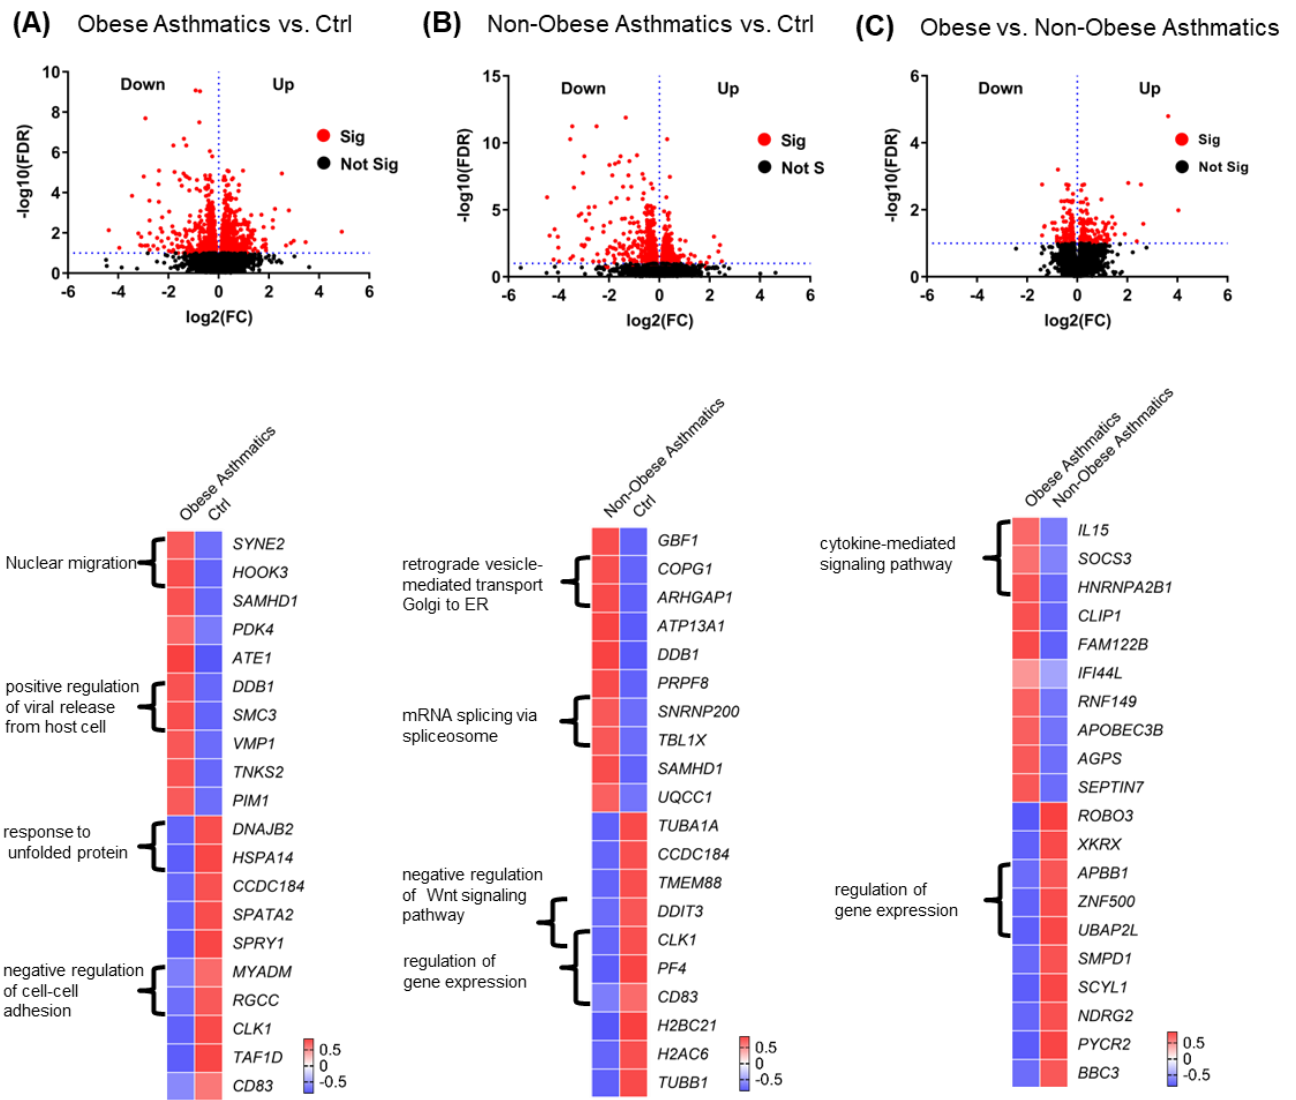 (A) Obese Asthmatics vs. Ctrl
(B) Non-Obese Asthmatics vs. Ctrl
(C) Obese vs. Non-Obese Asthmatics
10
8
6
4
2
0
-log10(FDR)
Down
Up
Sig
Not Sig
-6 -4 -2 0 2 4 6
log2(FC)
15
10
5
0
-log10(FDR)
Down
Up
Sig
Not S
-6 -4 -2 0 2 4 6
log2(FC)
6
4
2
0
-log10(FDR)
Down
Up
Sig
Not Sig
-6 -4 -2 0 2 4 6
log2(FC)
Obese Asthmatics
Ctrl
Nuclear migration
positive regulation
of viral release
from host cell
response to
unfolded protein
negative regulation
of cell-cell
adhesion
SYNE2
HOOK3
SAMHD1
PDK4
ATE1
DDB1
SMC3
VMP1
TNKS2
PIM1
DNAJB2
HSPA14
CCDC184
SPATA2
SPRY1
MYADM
RGCC
CLK1
TAF1D
CD83
0.5
0
-0.5
Non-Obese Asthmatics
Ctrl
retrograde vesicle-
mediated transport
Golgi to ER
mRNA splicing via
spliceosome
negative regulation
of Wnt signaling
pathway
regulation of
gene expression
GBF1
COPG1
ARHGAP1
ATP13A1
DDB1
PRPF8
SNRNP200
TBL1X
SAMHD1
UQCC1
TUBA1A
CCDC184
TMEM88
DDIT3
CLK1
PF4
CD83
H2BC21
H2AC6
TUBB1
0.5
0
-0.5
Obese Asthmatics
Non-Obese Asthmatics
cytokine-mediated
signaling pathway
regulation of
gene expression
IL15
SOCS3
HNRNPA2B1
CLIP1
FAM122B
IFI44L
RNF149
APOBEC3B
AGPS
SEPTIN7
ROBO3
XKRX
APBB1
ZNF500
UBAP2L
SMPD1
SCYL1
NDRG2
PYCR2
BBC3
0.5
0
-0.5